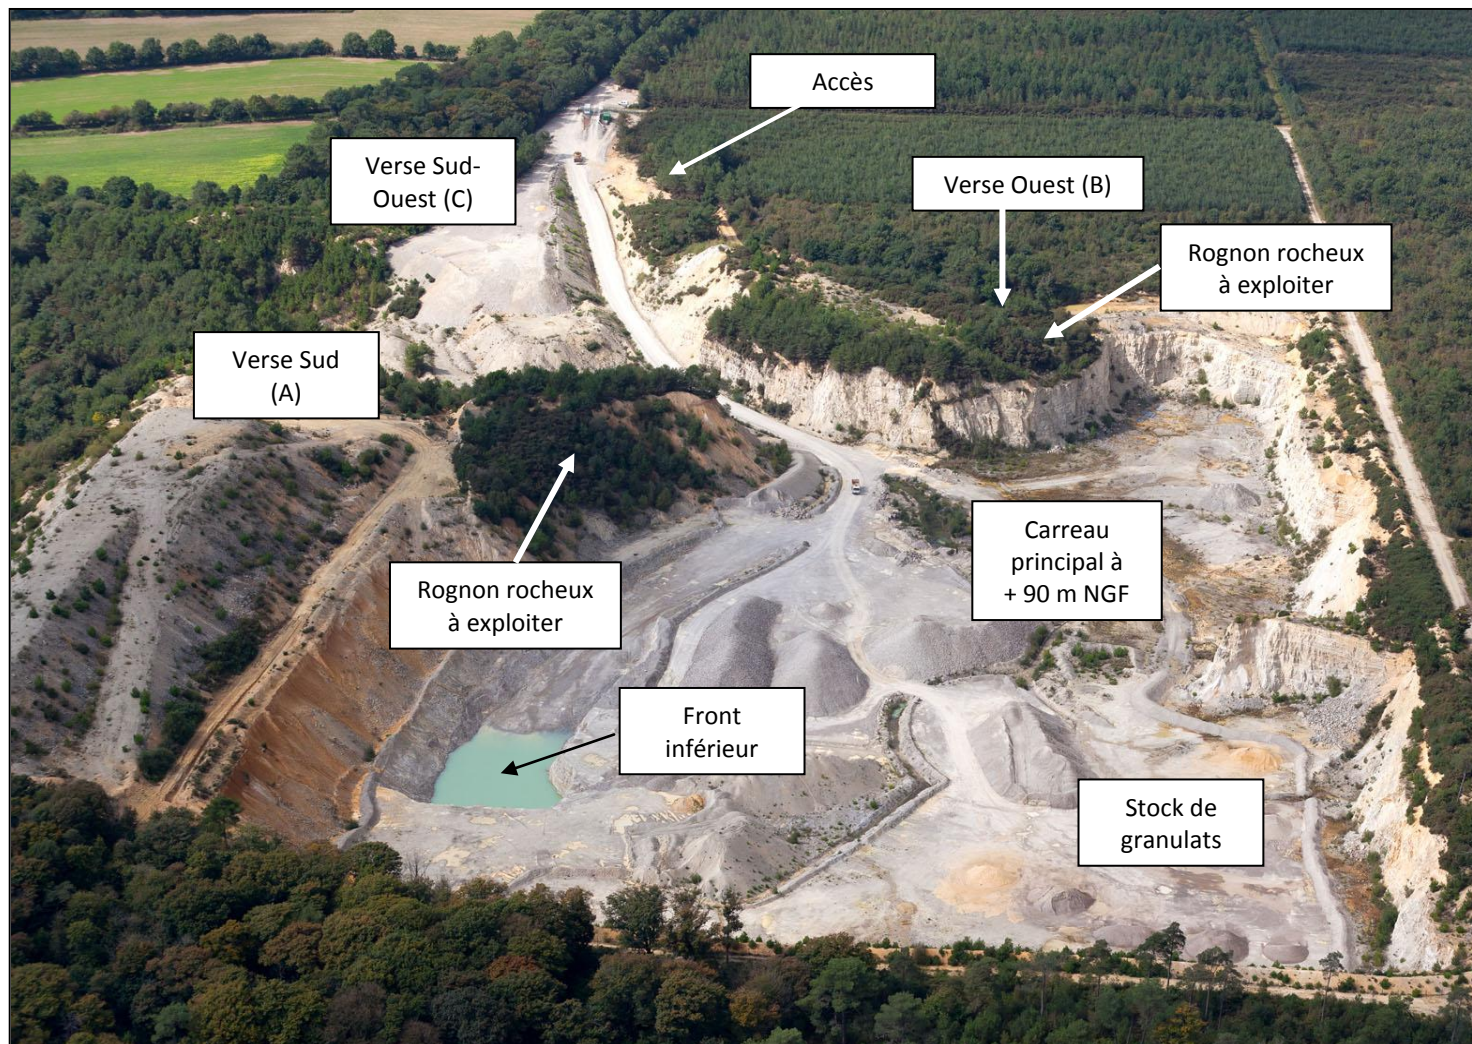 Accès
Verse Sud-
Ouest (C)
Verse Ouest (B)
Rognon rocheux
à exploiter
Verse Sud
(A)
Carreau
principal à
+ 90 m NGF
Rognon rocheux
à exploiter
Front
inférieur
Stock de
granulats